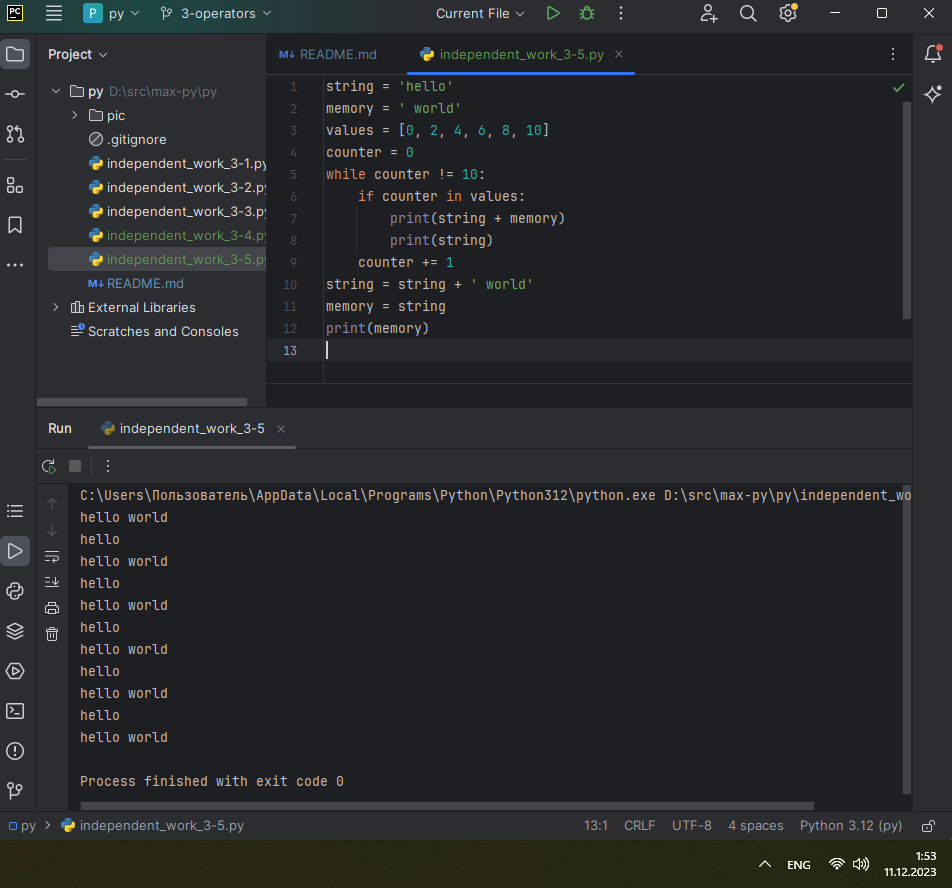 PC P py 3-operators Current File
Project
README.md independent_work_3-5.py
py D:\src\max-py\py
pic
.gitignore
independent_work_3-1.py
independent_work_3-2.py
independent_work_3-3.py
independent_work_3-4.py
independent_work_3-5.py
M↓ README.md
External Libraries
Scratches and Consoles
1 string = 'hello'
2 memory = ' world'
3 values = [0, 2, 4, 6, 8, 10]
4 counter = 0
5 while counter != 10:
6     if counter in values:
7         print(string + memory)
8         print(string)
9     counter += 1
10 string = string + ' world'
11 memory = string
12 print(memory)
13
Run independent_work_3-5
C:\Users\Пользователь\AppData\Local\Programs\Python\Python312\python.exe D:\src\max-py\py\independent_wo
hello world
hello
hello world
hello
hello world
hello
hello world
hello
hello world
hello
hello world
Process finished with exit code 0
py > independent_work_3-5.py 13:1 CRLF UTF-8 4 spaces Python 3.12 (py)
ENG 1:53
11.12.2023